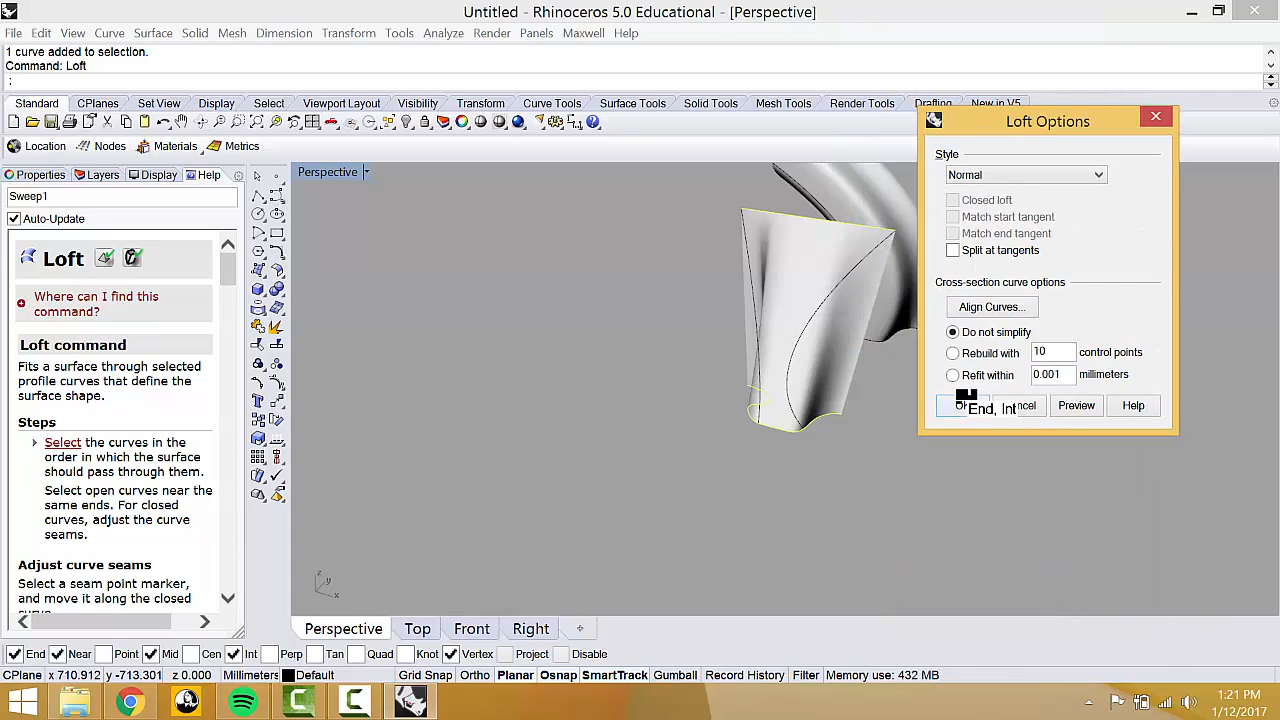 Untitled - Rhinoceros 5.0 Educational - [Perspective]
File Edit View Curve Surface Solid Mesh Dimension Transform Tools Analyze Render Panels Maxwell Help
1 curve added to selection.
Command: Loft
:
Standard CPlanes Set View Display Select Viewport Layout Visibility Transform Curve Tools Surface Tools Solid Tools Mesh Tools Render Tools Drafting New in V5
Location Nodes Materials Metrics
Properties Layers Display Help
Sweep1
Auto-Update
Loft
Where can I find this
command?
Loft command
Fits a surface through selected
profile curves that define the
surface shape.
Steps
Select the curves in the
order in which the surface
should pass through them.
Select open curves near the
same ends. For closed
curves, adjust the curve
seams.
Adjust curve seams
Select a seam point marker,
and move it along the closed
Perspective
Loft Options
Style
Normal
Closed loft
Match start tangent
Match end tangent
Split at tangents
Cross-section curve options
Align Curves...
Do not simplify
Rebuild with 10 control points
Refit within 0.001 millimeters
Preview Help
End, Int
z
y
x
Perspective Top Front Right
End Near Point Mid Cen Int Perp Tan Quad Knot Vertex Project Disable
CPlane x 710.912 y -713.301 z 0.000 Millimeters Default Grid Snap Ortho Planar Osnap SmartTrack Gumball Record History Filter Memory use: 432 MB
1:21 PM
1/12/2017